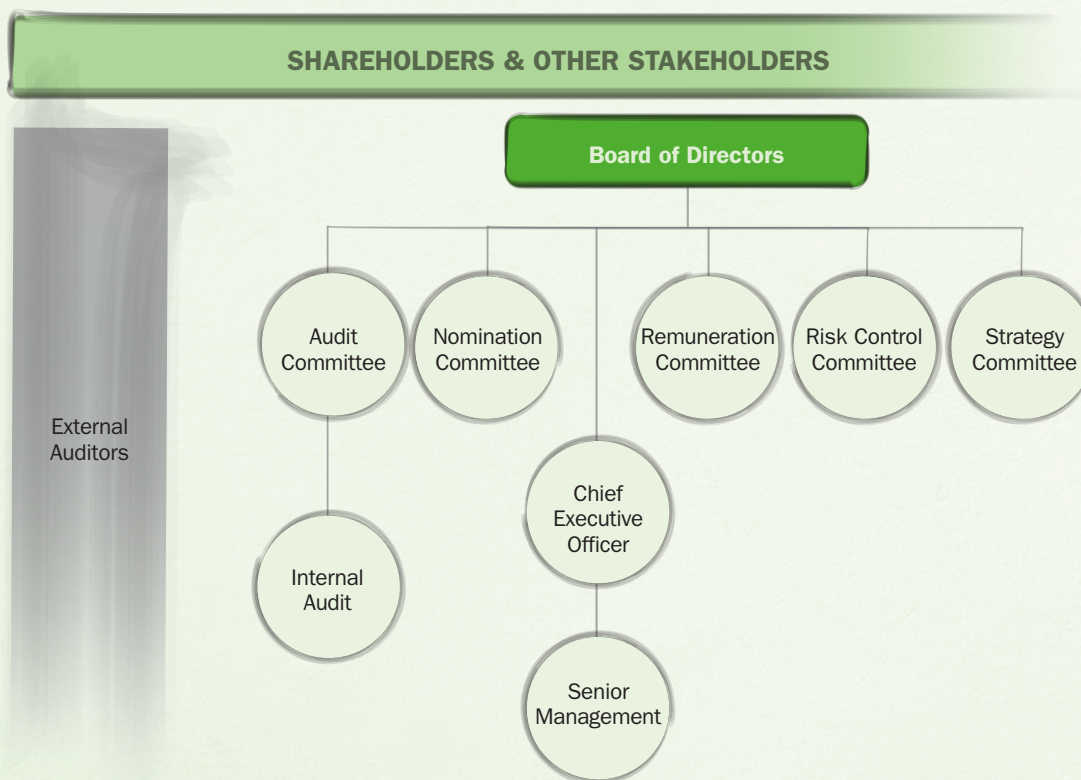 SHAREHOLDERS & OTHER STAKEHOLDERS
Board of Directors
Audit
Committee
Nomination
Committee
Remuneration
Committee
Risk Control
Committee
Strategy
Committee
External
Auditors
Chief
Executive
Officer
Internal
Audit
Senior
Management